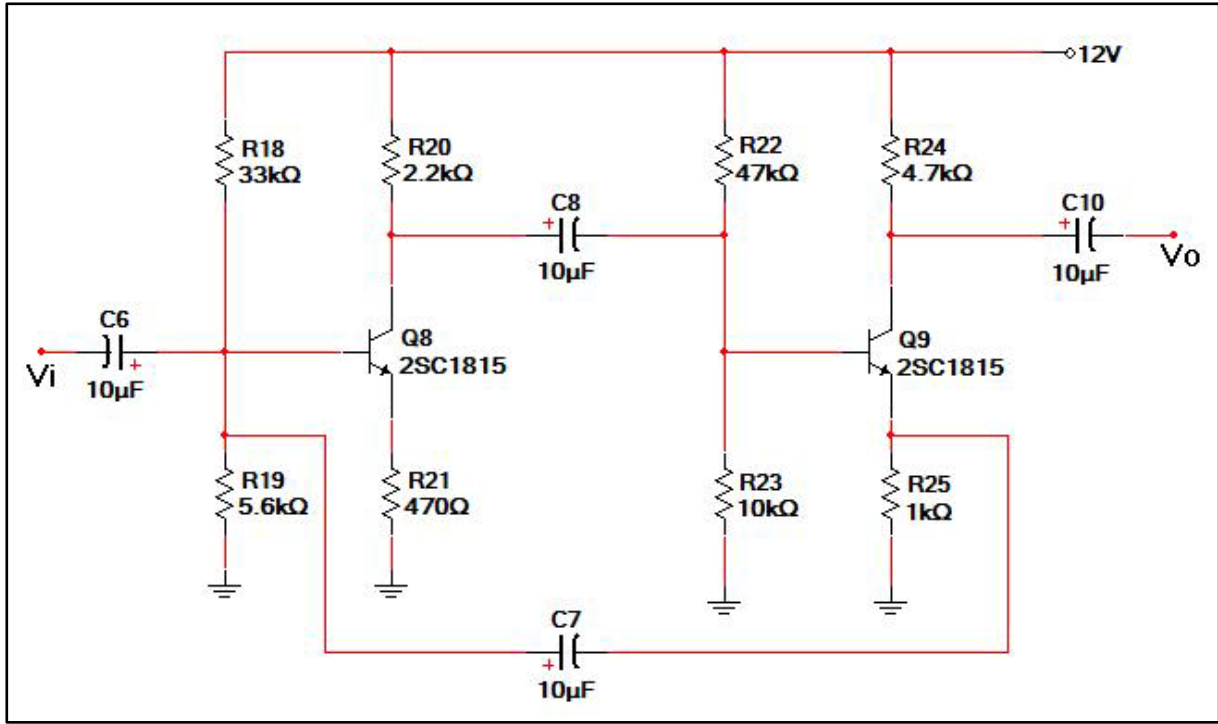 12V
R18
33kΩ
R20
2.2kΩ
R22
47kΩ
R24
4.7kΩ
C8
+
10µF
C10
+
10µF
Vo
C6
+
10µF
Vi
Q8
2SC1815
Q9
2SC1815
R19
5.6kΩ
R21
470Ω
R23
10kΩ
R25
1kΩ
C7
+
10µF